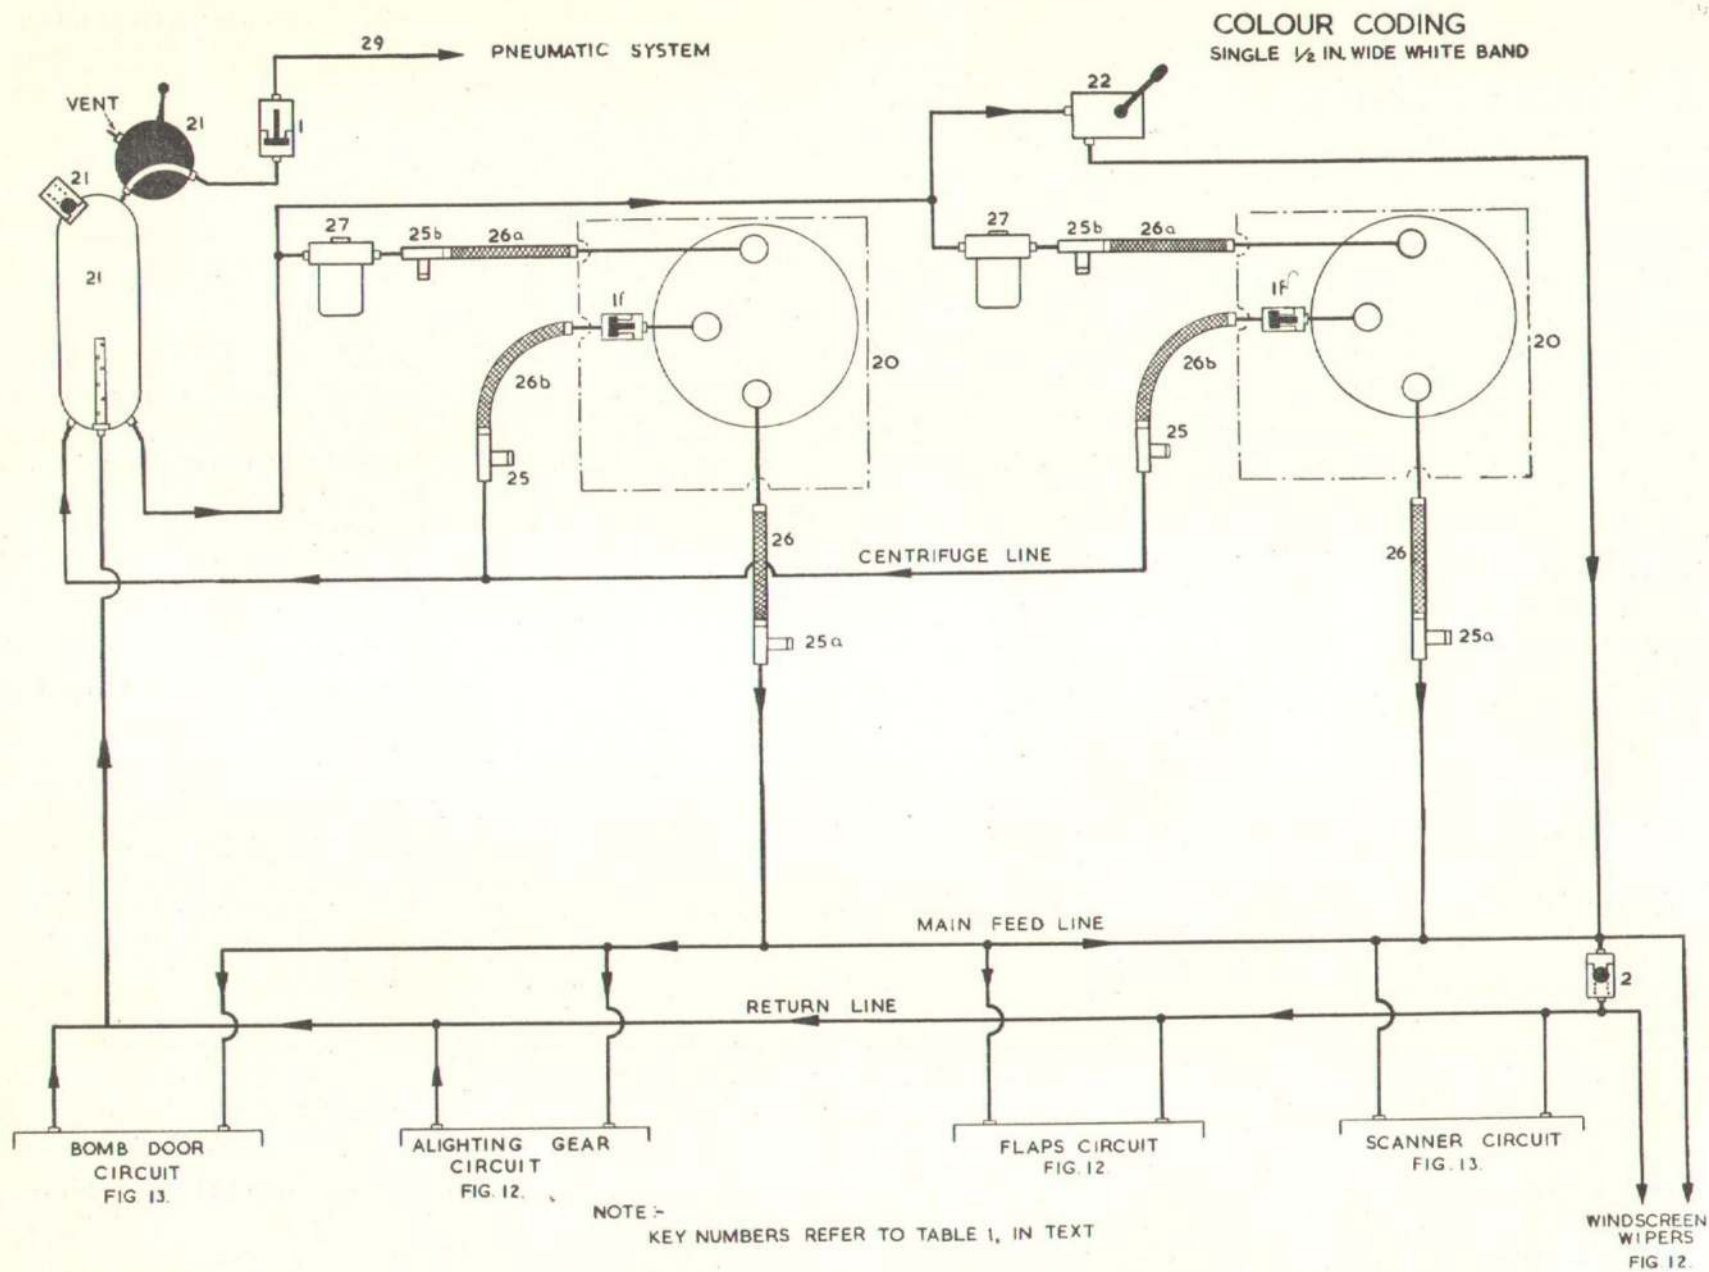 COLOUR CODING
SINGLE ½ IN. WIDE WHITE BAND
29
PNEUMATIC SYSTEM
22
VENT
21
1
21
27
25b
26a
27
25b
26a
21
1f
1f
20
20
26b
26b
25
25
26
CENTRIFUGE LINE
26
25a
25a
MAIN FEED LINE
2
RETURN LINE
BOMB DOOR
CIRCUIT
FIG 13.
ALIGHTING GEAR
CIRCUIT
FIG. 12.
FLAPS CIRCUIT
FIG. 12.
SCANNER CIRCUIT
FIG. 13.
NOTE :-
KEY NUMBERS REFER TO TABLE 1, IN TEXT
WINDSCREEN
WIPERS
FIG 12.